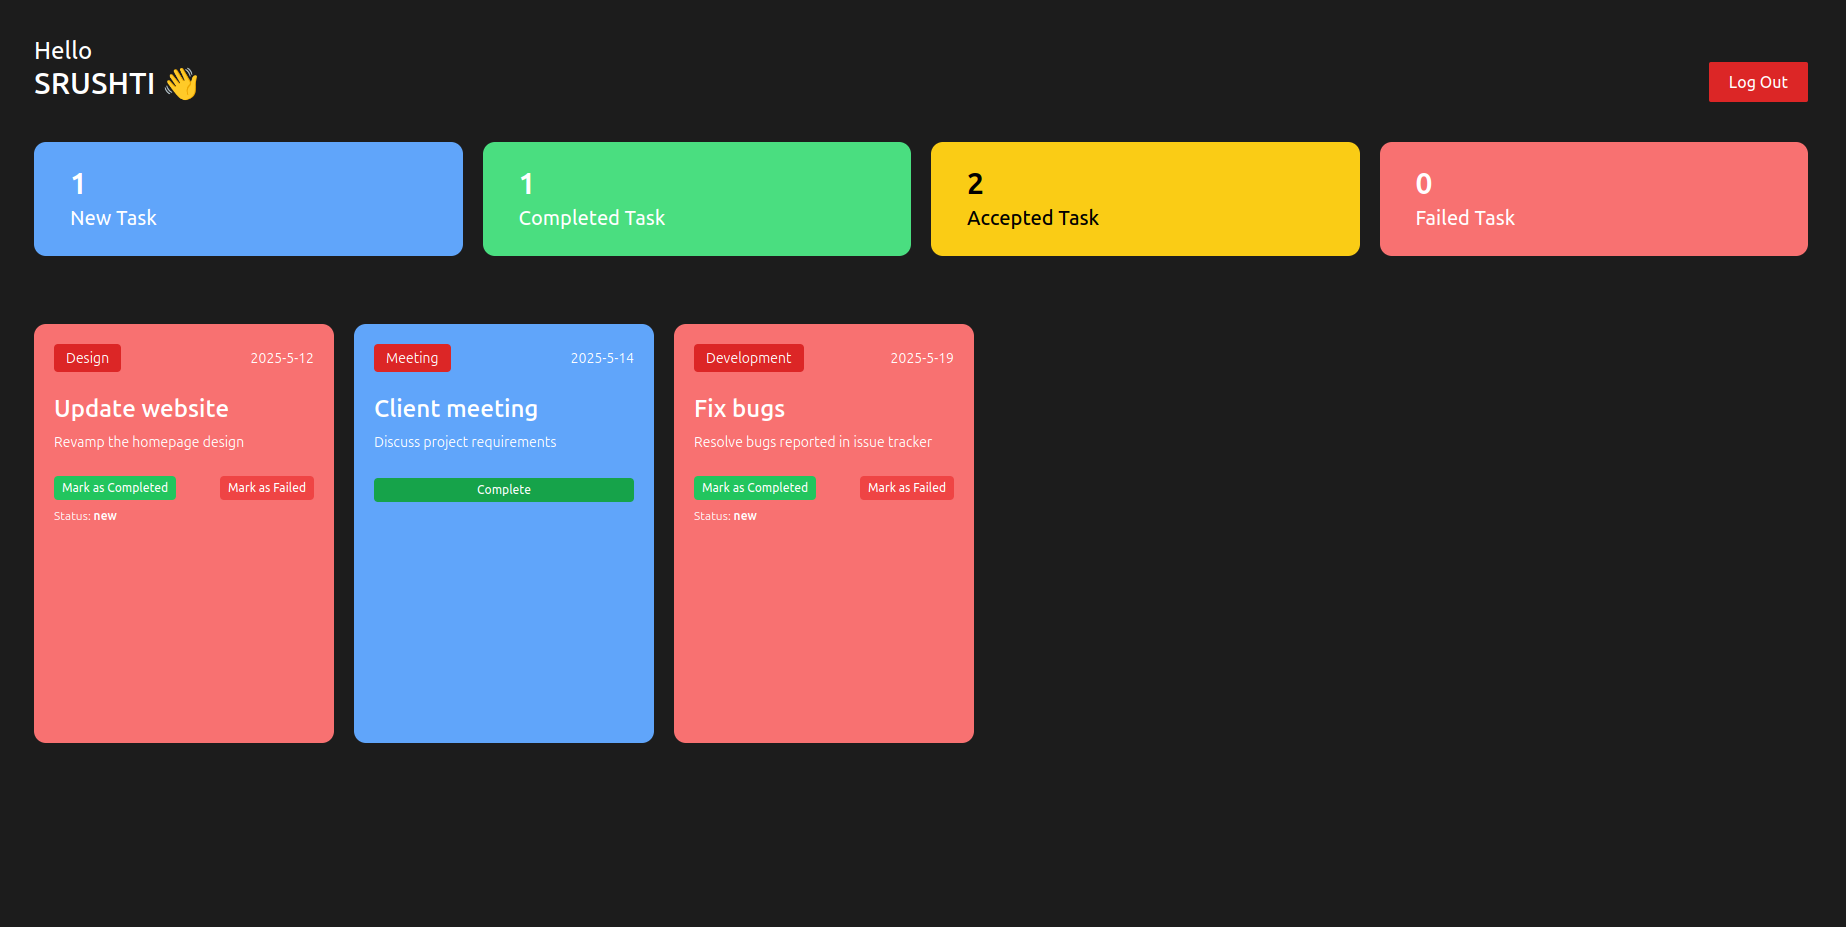 Hello
SRUSHTI 👋
Log Out
1
New Task
1
Completed Task
2
Accepted Task
0
Failed Task
Design 2025-5-12
Update website
Revamp the homepage design
Mark as Completed Mark as Failed
Status: new
Meeting 2025-5-14
Client meeting
Discuss project requirements
Complete
Development 2025-5-19
Fix bugs
Resolve bugs reported in issue tracker
Mark as Completed Mark as Failed
Status: new